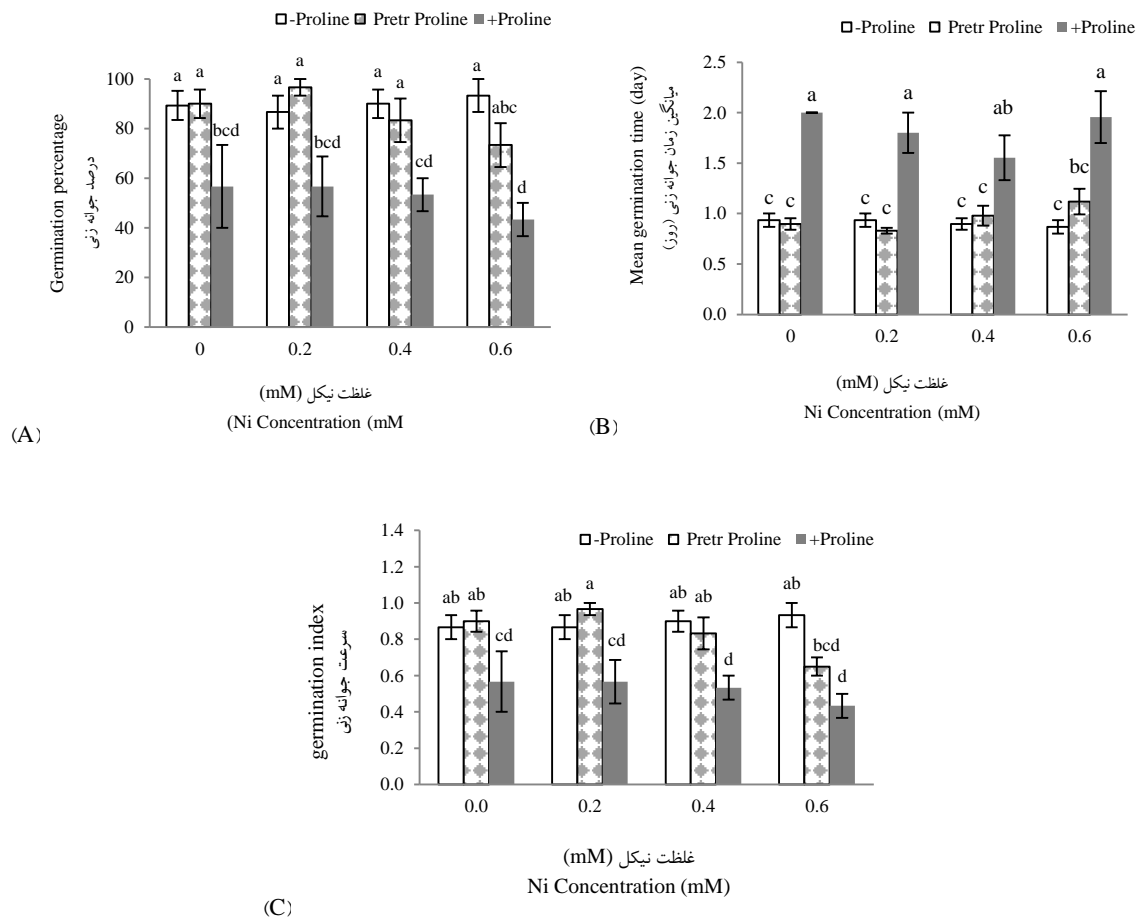 -Proline Pretr Proline +Proline
Germination percentage
درصد جوانه زنی
100
80
60
40
20
0
a a bcd a a bcd a a cd a abc d
0 0.2 0.4 0.6
غلظت نیکل (mM)
(Ni Concentration (mM
(A)
-Proline Pretr Proline +Proline
Mean germination time (day)
میانگین زمان جوانه زنی (روز)
2.5
2.0
1.5
1.0
0.5
0.0
c c a c c a c c ab c bc a
0 0.2 0.4 0.6
غلظت نیکل (mM)
Ni Concentration (mM)
(B)
-Proline Pretr Proline +Proline
germination index
سرعت جوانه زنی
1.4
1.2
1.0
0.8
0.6
0.4
0.2
0.0
ab ab cd ab a cd ab ab d ab bcd d
0.0 0.2 0.4 0.6
غلظت نیکل (mM)
Ni Concentration (mM)
(C)